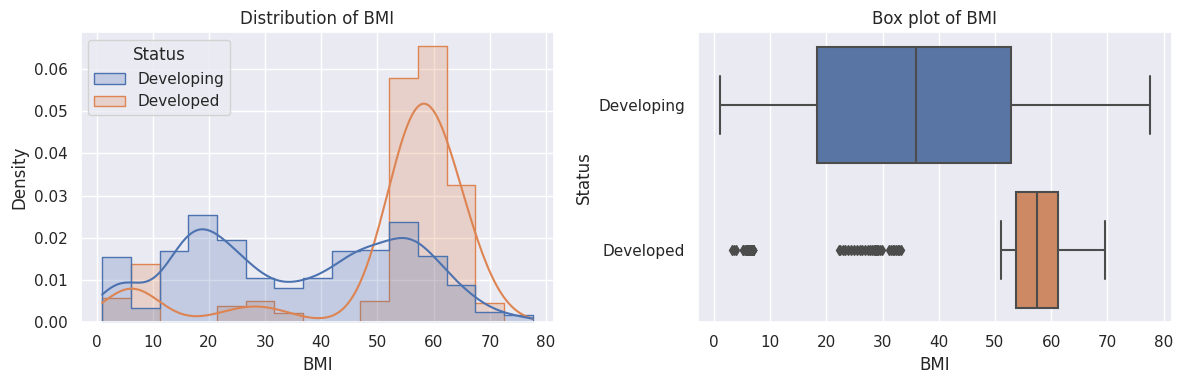 Distribution of BMI
Status
Developing
Developed
Density
0.06
0.05
0.04
0.03
0.02
0.01
0.00
0 10 20 30 40 50 60 70 80
BMI
Box plot of BMI
Status
Developing
Developed
0 10 20 30 40 50 60 70 80
BMI